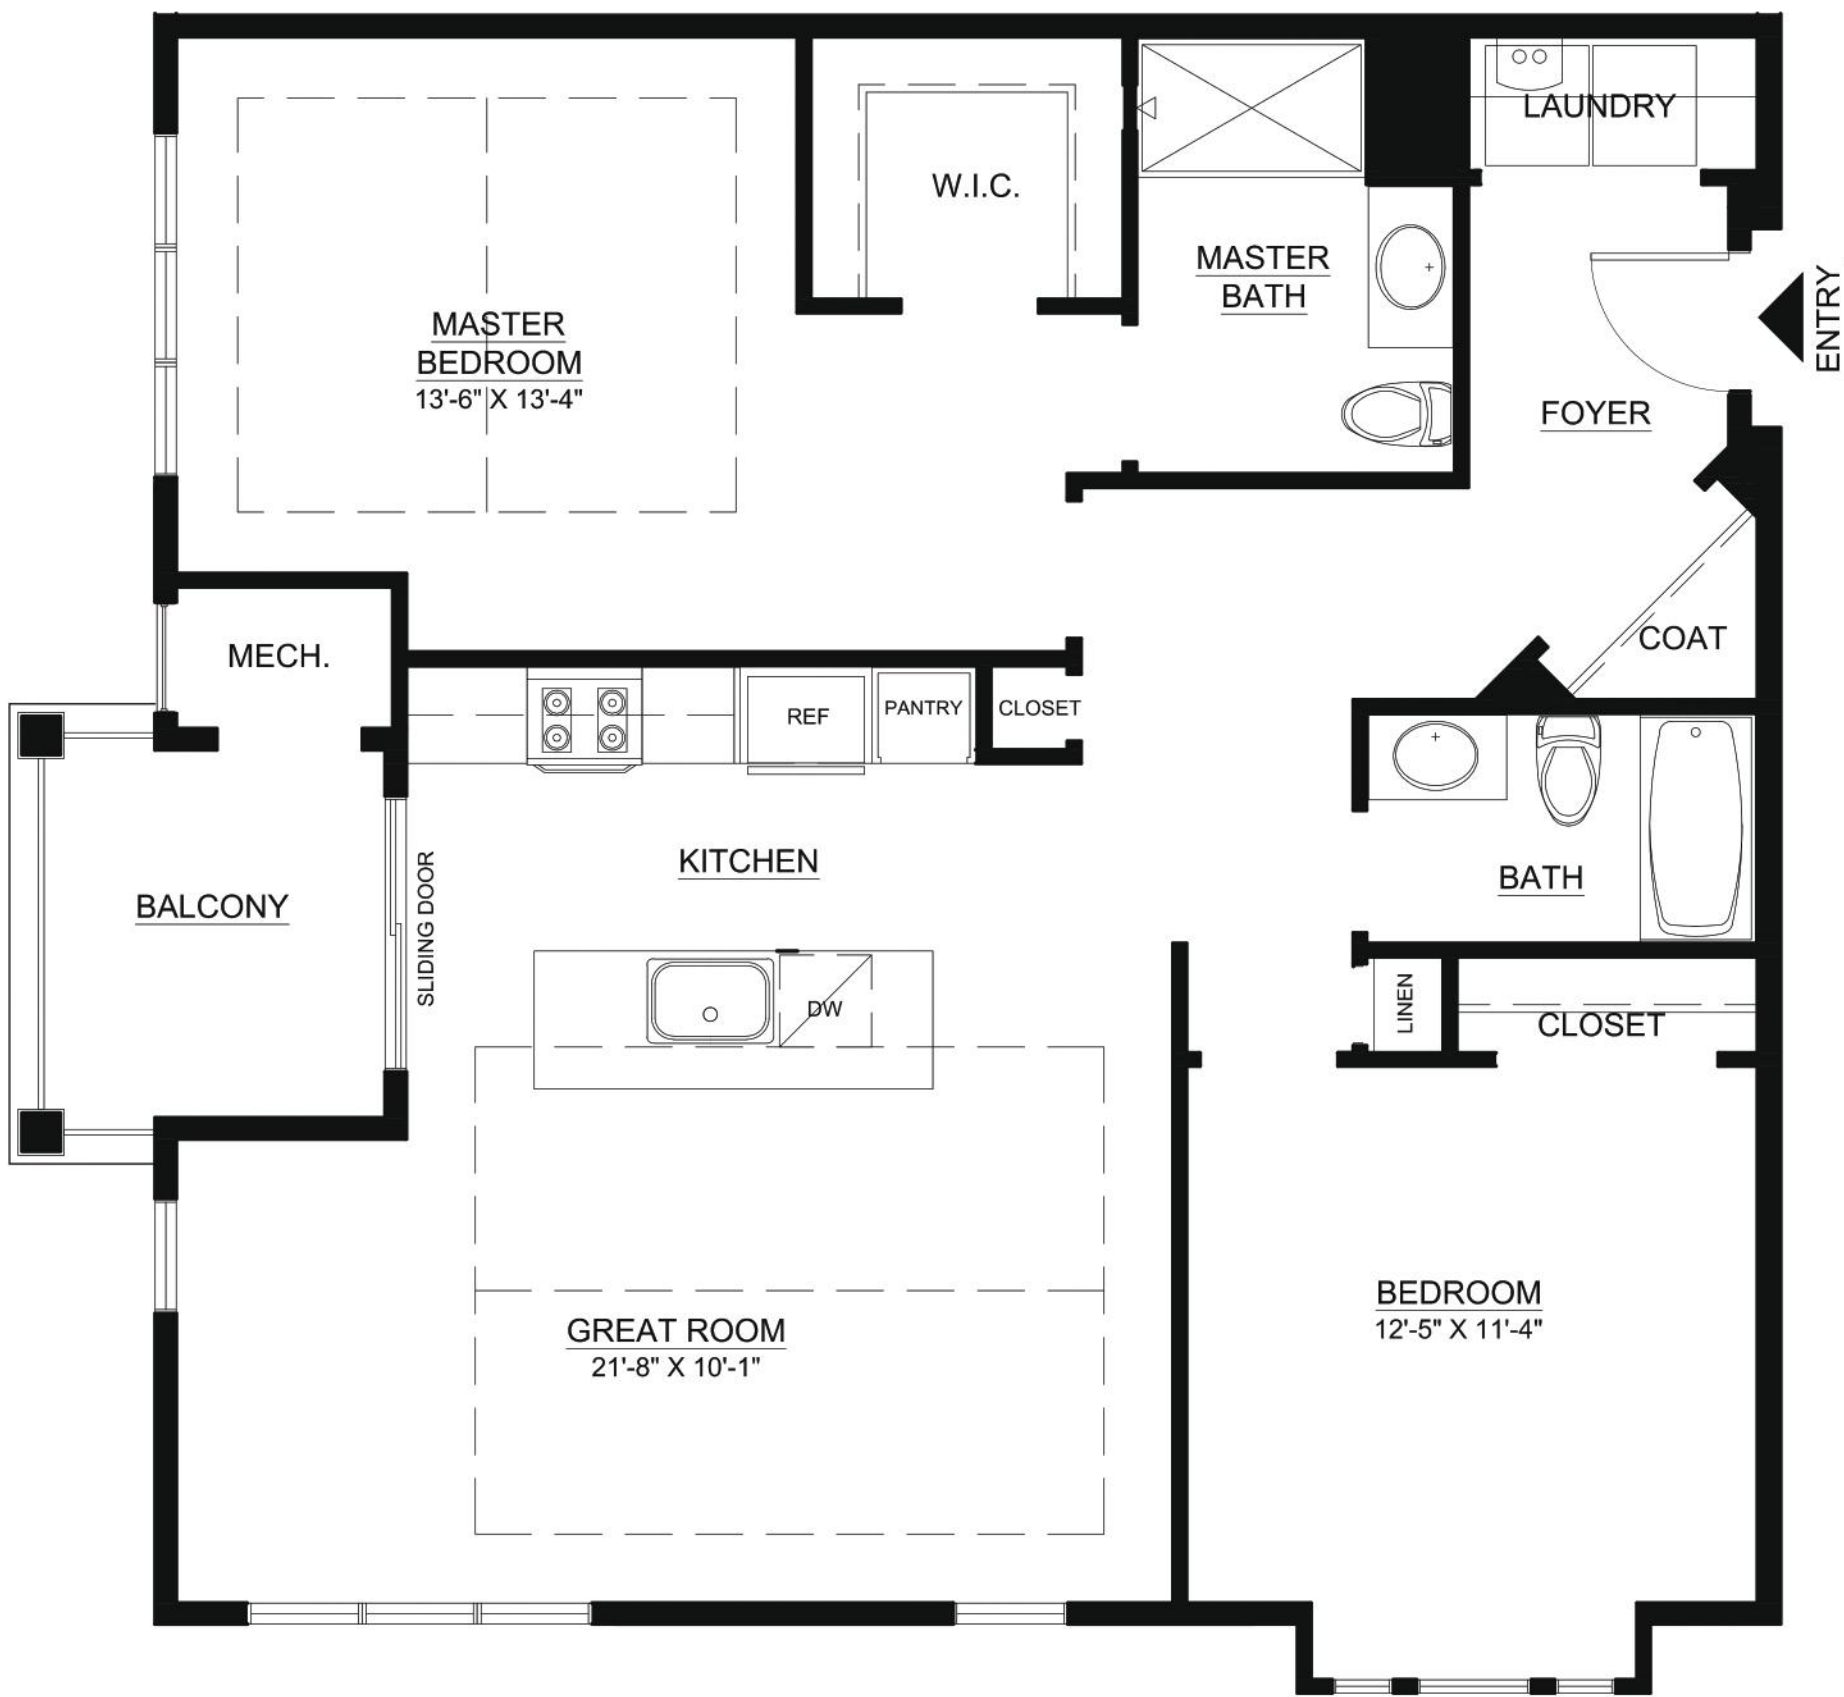 LAUNDRY
W.I.C.
MASTER
BATH
ENTRY
MASTER
BEDROOM
13'-6" X 13'-4"
FOYER
MECH.
COAT
REF
PANTRY
CLOSET
KITCHEN
BATH
BALCONY
SLIDING DOOR
DW
LINEN
CLOSET
BEDROOM
12'-5" X 11'-4"
GREAT ROOM
21'-8" X 10'-1"